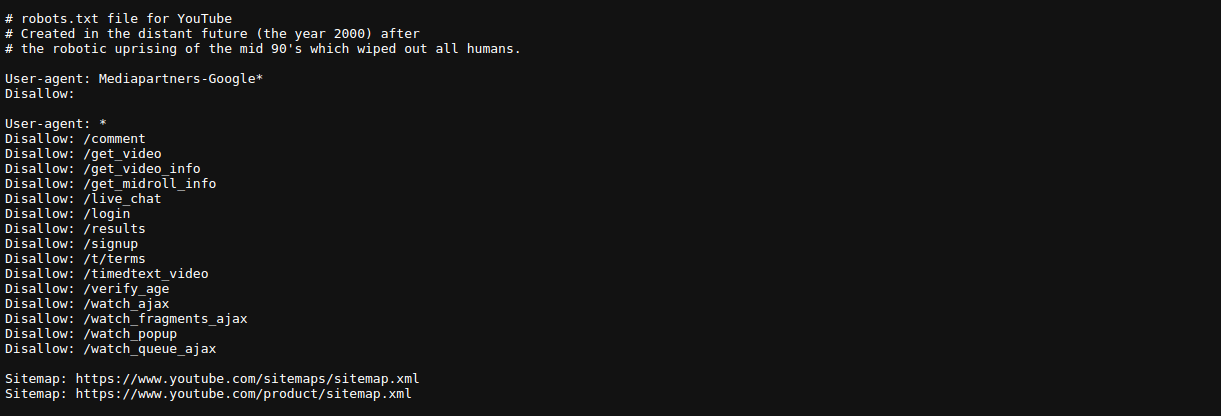 # robots.txt file for YouTube
# Created in the distant future (the year 2000) after
# the robotic uprising of the mid 90's which wiped out all humans.

User-agent: Mediapartners-Google*
Disallow:

User-agent: *
Disallow: /comment
Disallow: /get_video
Disallow: /get_video_info
Disallow: /get_midroll_info
Disallow: /live_chat
Disallow: /login
Disallow: /results
Disallow: /signup
Disallow: /t/terms
Disallow: /timedtext_video
Disallow: /verify_age
Disallow: /watch_ajax
Disallow: /watch_fragments_ajax
Disallow: /watch_popup
Disallow: /watch_queue_ajax

Sitemap: https://www.youtube.com/sitemaps/sitemap.xml
Sitemap: https://www.youtube.com/product/sitemap.xml